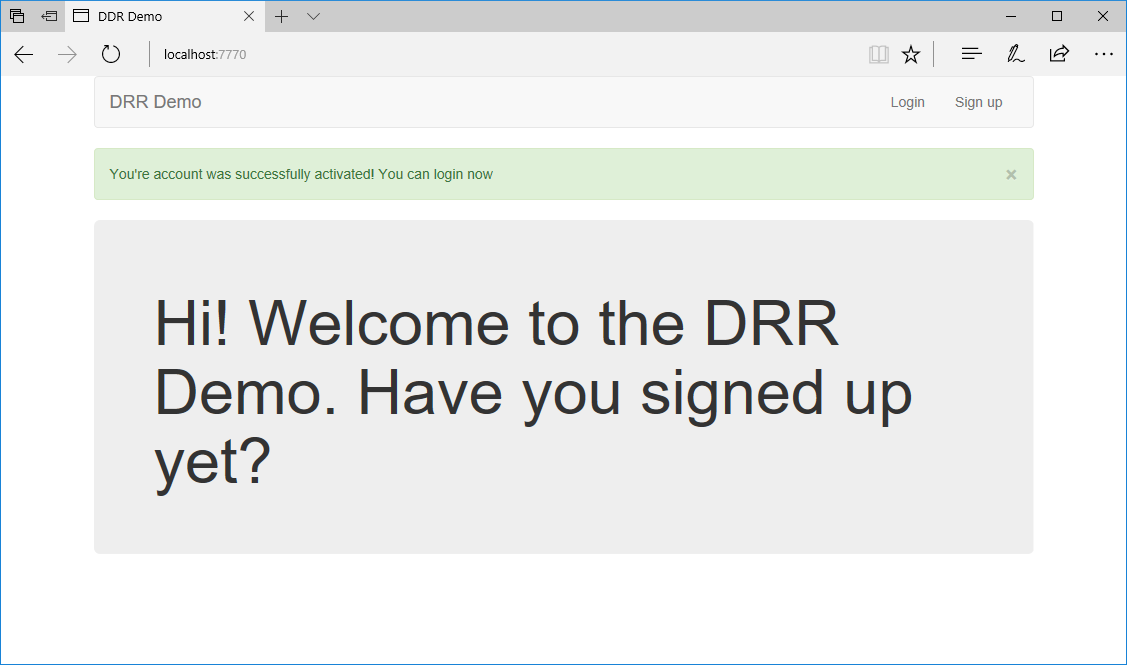 DDR Demo
localhost:7770
DRR Demo
Login
Sign up
You're account was successfully activated! You can login now
×
Hi! Welcome to the DRR
Demo. Have you signed up
yet?